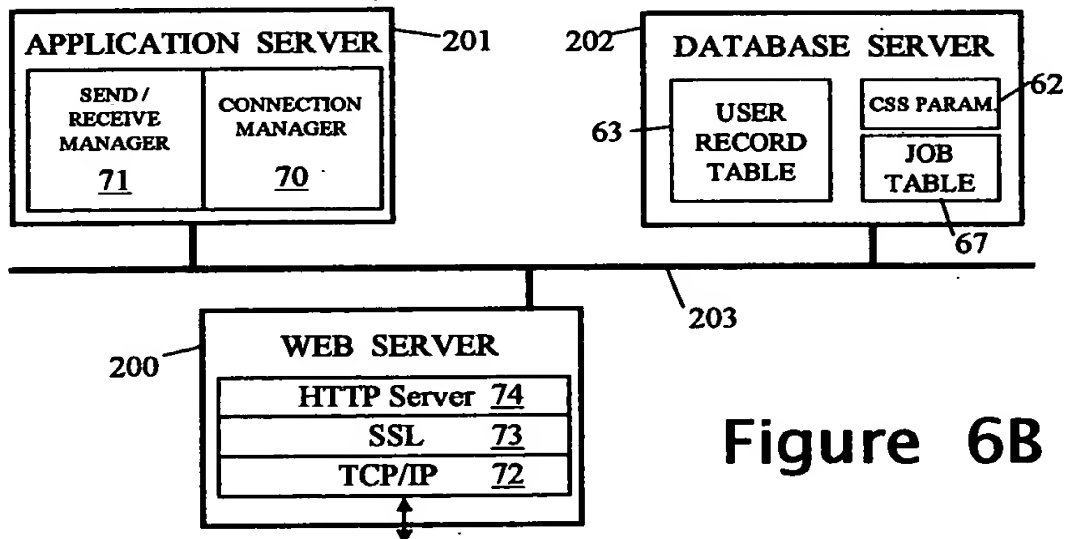 APPLICATION SERVER
201
SEND /
RECEIVE
MANAGER
71
CONNECTION
MANAGER
70
202
DATABASE SERVER
63
USER
RECORD
TABLE
CSS PARAM.
62
JOB
TABLE
67
203
200
WEB SERVER
HTTP Server 74
SSL 73
TCP/IP 72
Figure 6B